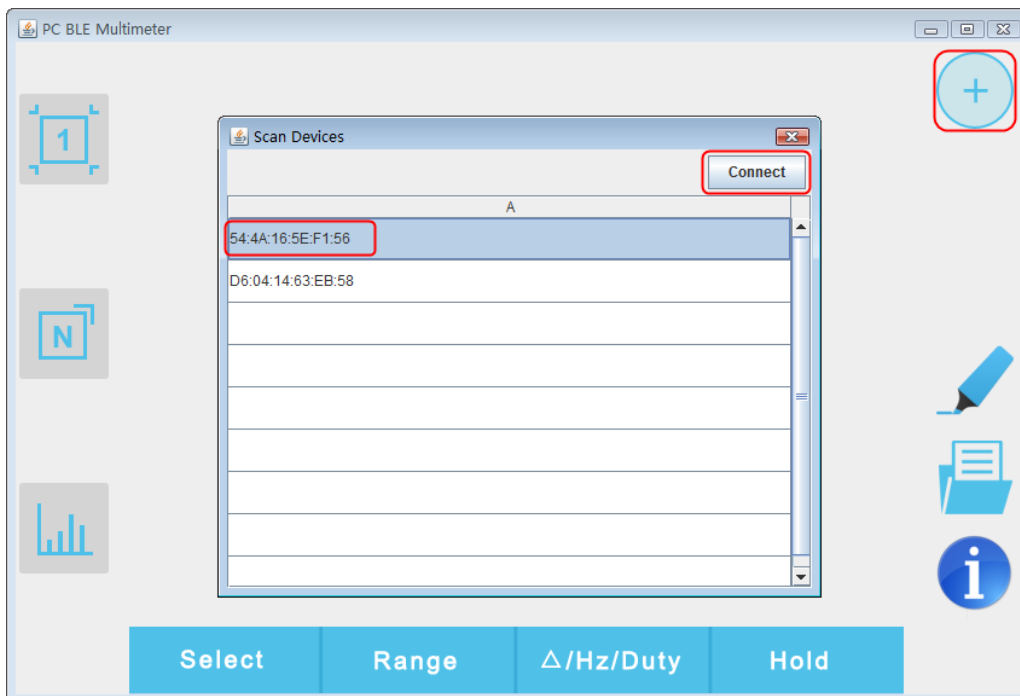 PC BLE Multimeter
+
1
Scan Devices
Connect
A
54:4A:16:5E:F1:56
D6:04:14:63:EB:58
N
i
Select
Range
△/Hz/Duty
Hold